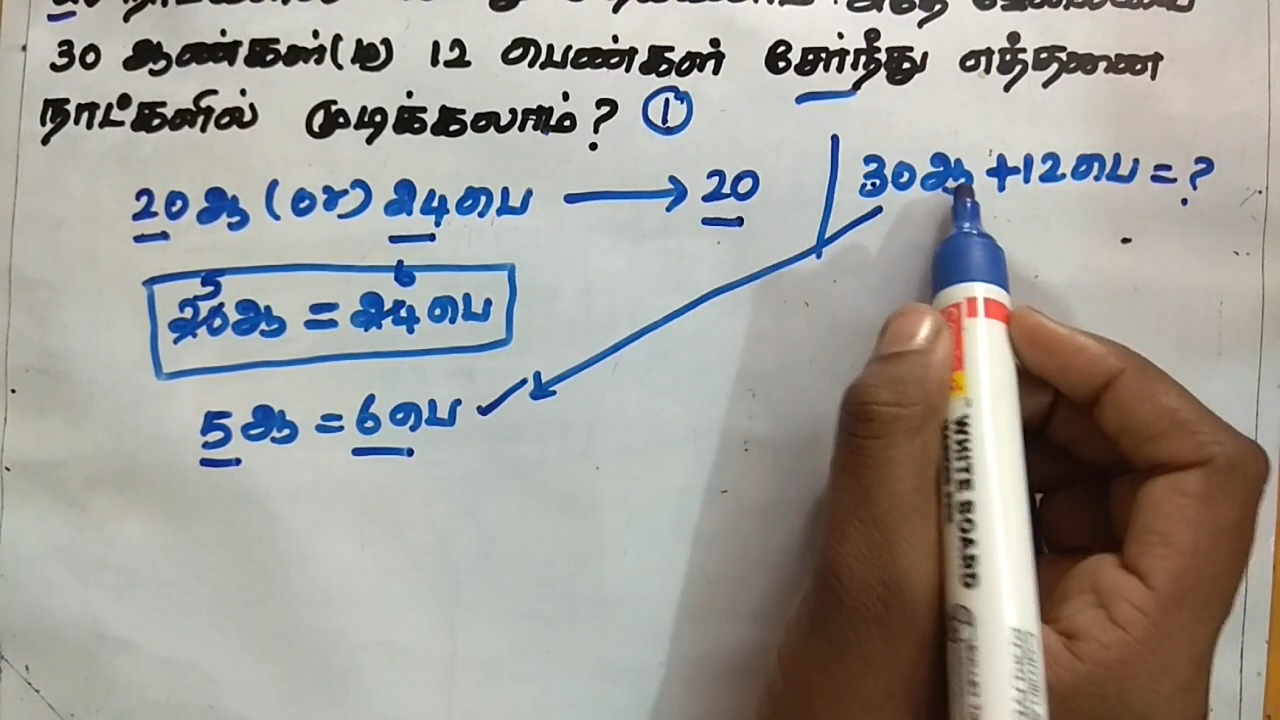 30 ஆண்கள்(ம) 12 பெண்கள் சேர்ந்து எத்தனை
நாட்களில் முடிக்கலாம்? ①
20ஆ (or) 24பெ → 20
30ஆ + 12பெ = ?
5 6
20ஆ = 24பெ
5ஆ = 6பெ ✓
WHITE BOARD